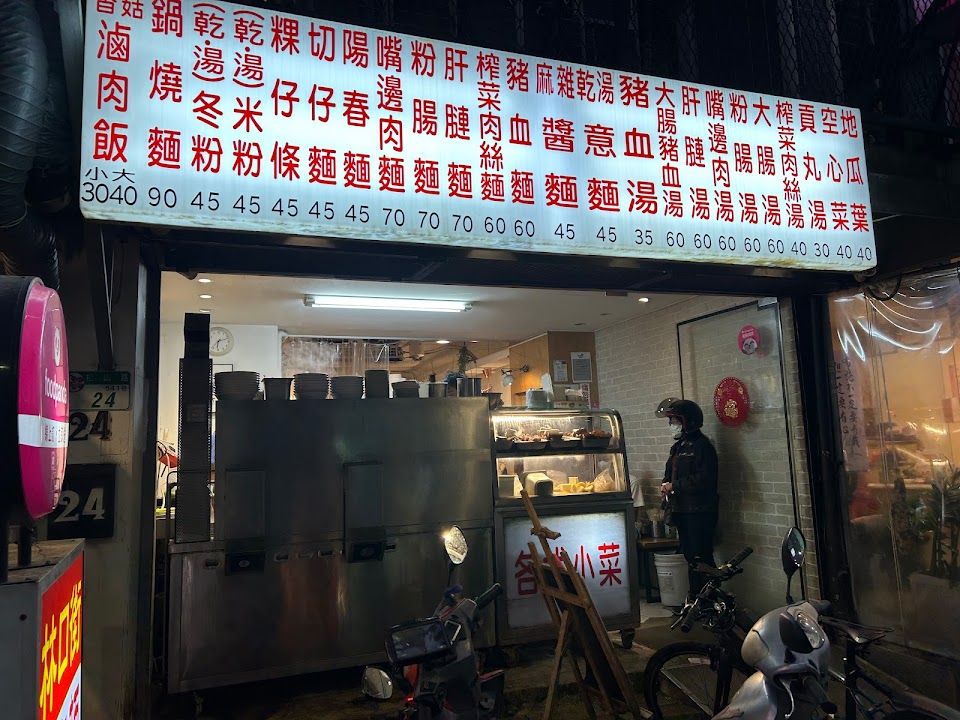 香菇滷肉飯 小30 大40
鍋燒麵 90
(乾.湯)冬粉 45
(乾.湯)米粉 45
粿仔條 45
切仔麵 45
陽春麵 45
嘴邊肉麵 70
粉腸麵 70
肝腱麵 70
榨菜肉絲麵 60
豬血麵 60
麻雜醬麵 45
乾湯意麵 45
豬血湯 35
大腸豬血湯 60
肝腱湯 60
嘴邊肉湯 60
粉腸湯 60
大腸湯 60
榨菜肉絲湯 40
貢丸湯 30
空心菜 40
地瓜葉 40
foodpanda
24
24
24
小菜
林口街